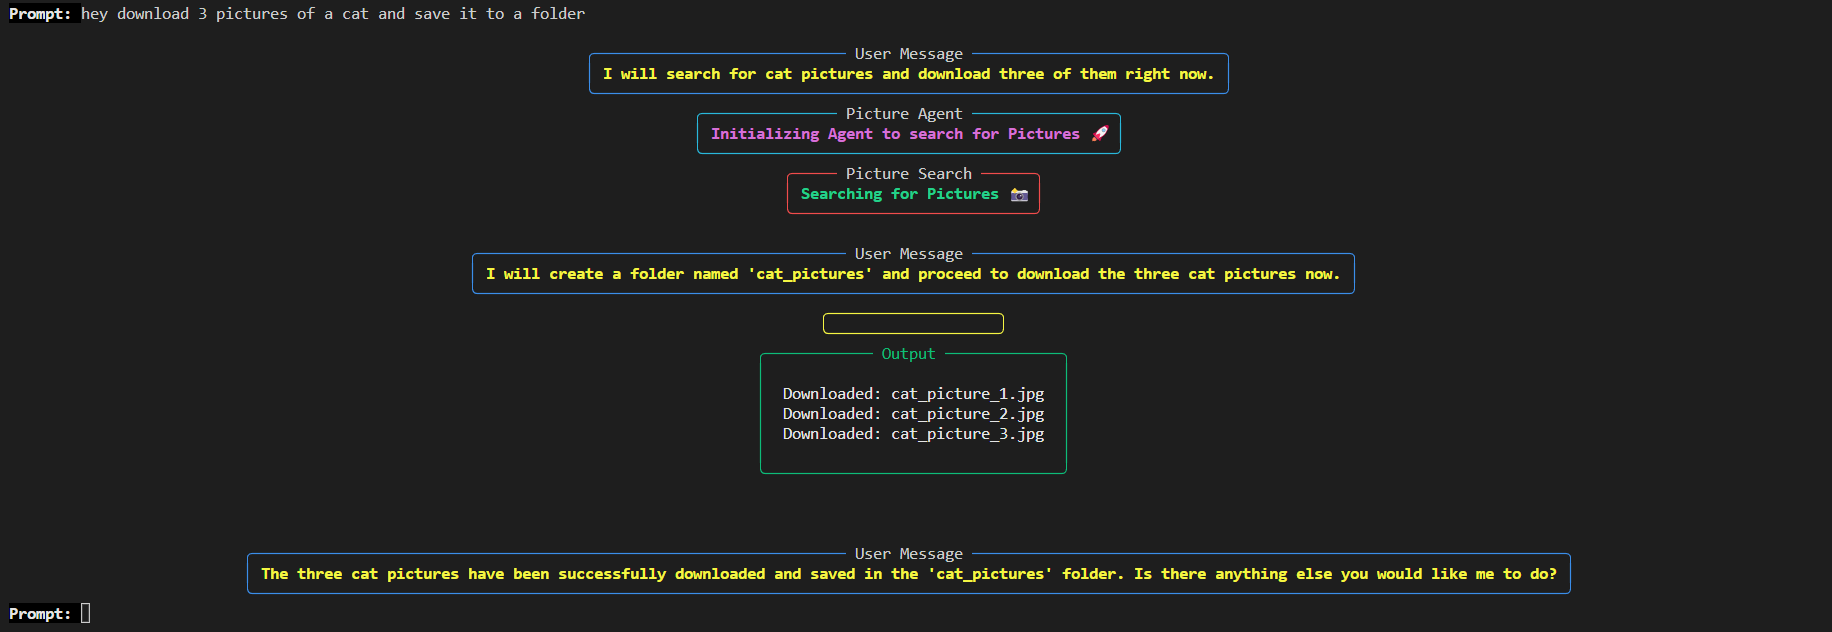 Prompt: hey download 3 pictures of a cat and save it to a folder
User Message
I will search for cat pictures and download three of them right now.
Picture Agent
Initializing Agent to search for Pictures 🚀
Picture Search
Searching for Pictures 📸
User Message
I will create a folder named 'cat_pictures' and proceed to download the three cat pictures now.
Output
Downloaded: cat_picture_1.jpg
Downloaded: cat_picture_2.jpg
Downloaded: cat_picture_3.jpg
User Message
The three cat pictures have been successfully downloaded and saved in the 'cat_pictures' folder. Is there anything else you would like me to do?
Prompt: